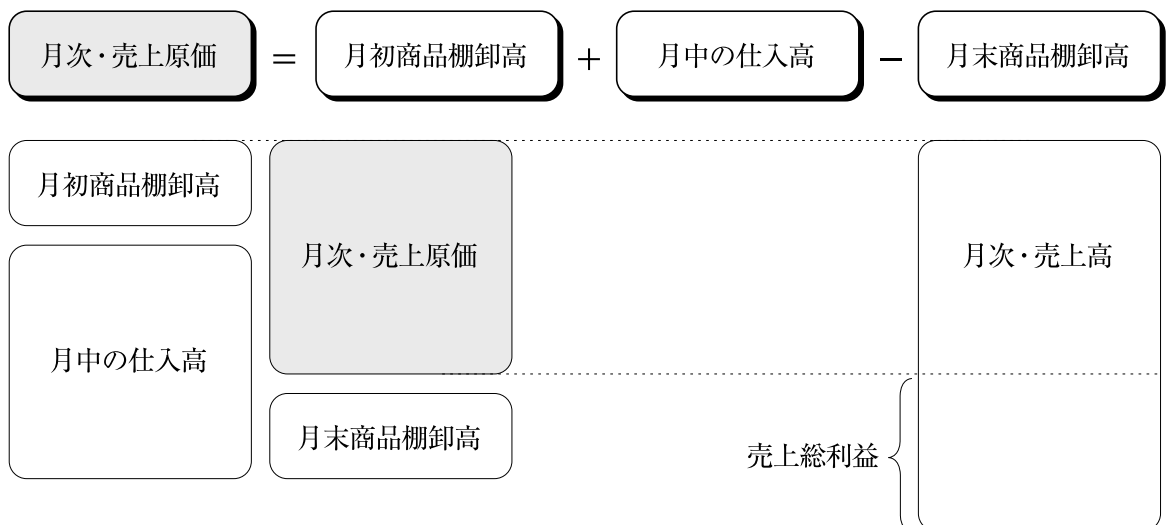 月次・売上原価 = 月初商品棚卸高 + 月中の仕入高 − 月末商品棚卸高
月初商品棚卸高
月中の仕入高
月次・売上原価
月末商品棚卸高
月次・売上高
売上総利益